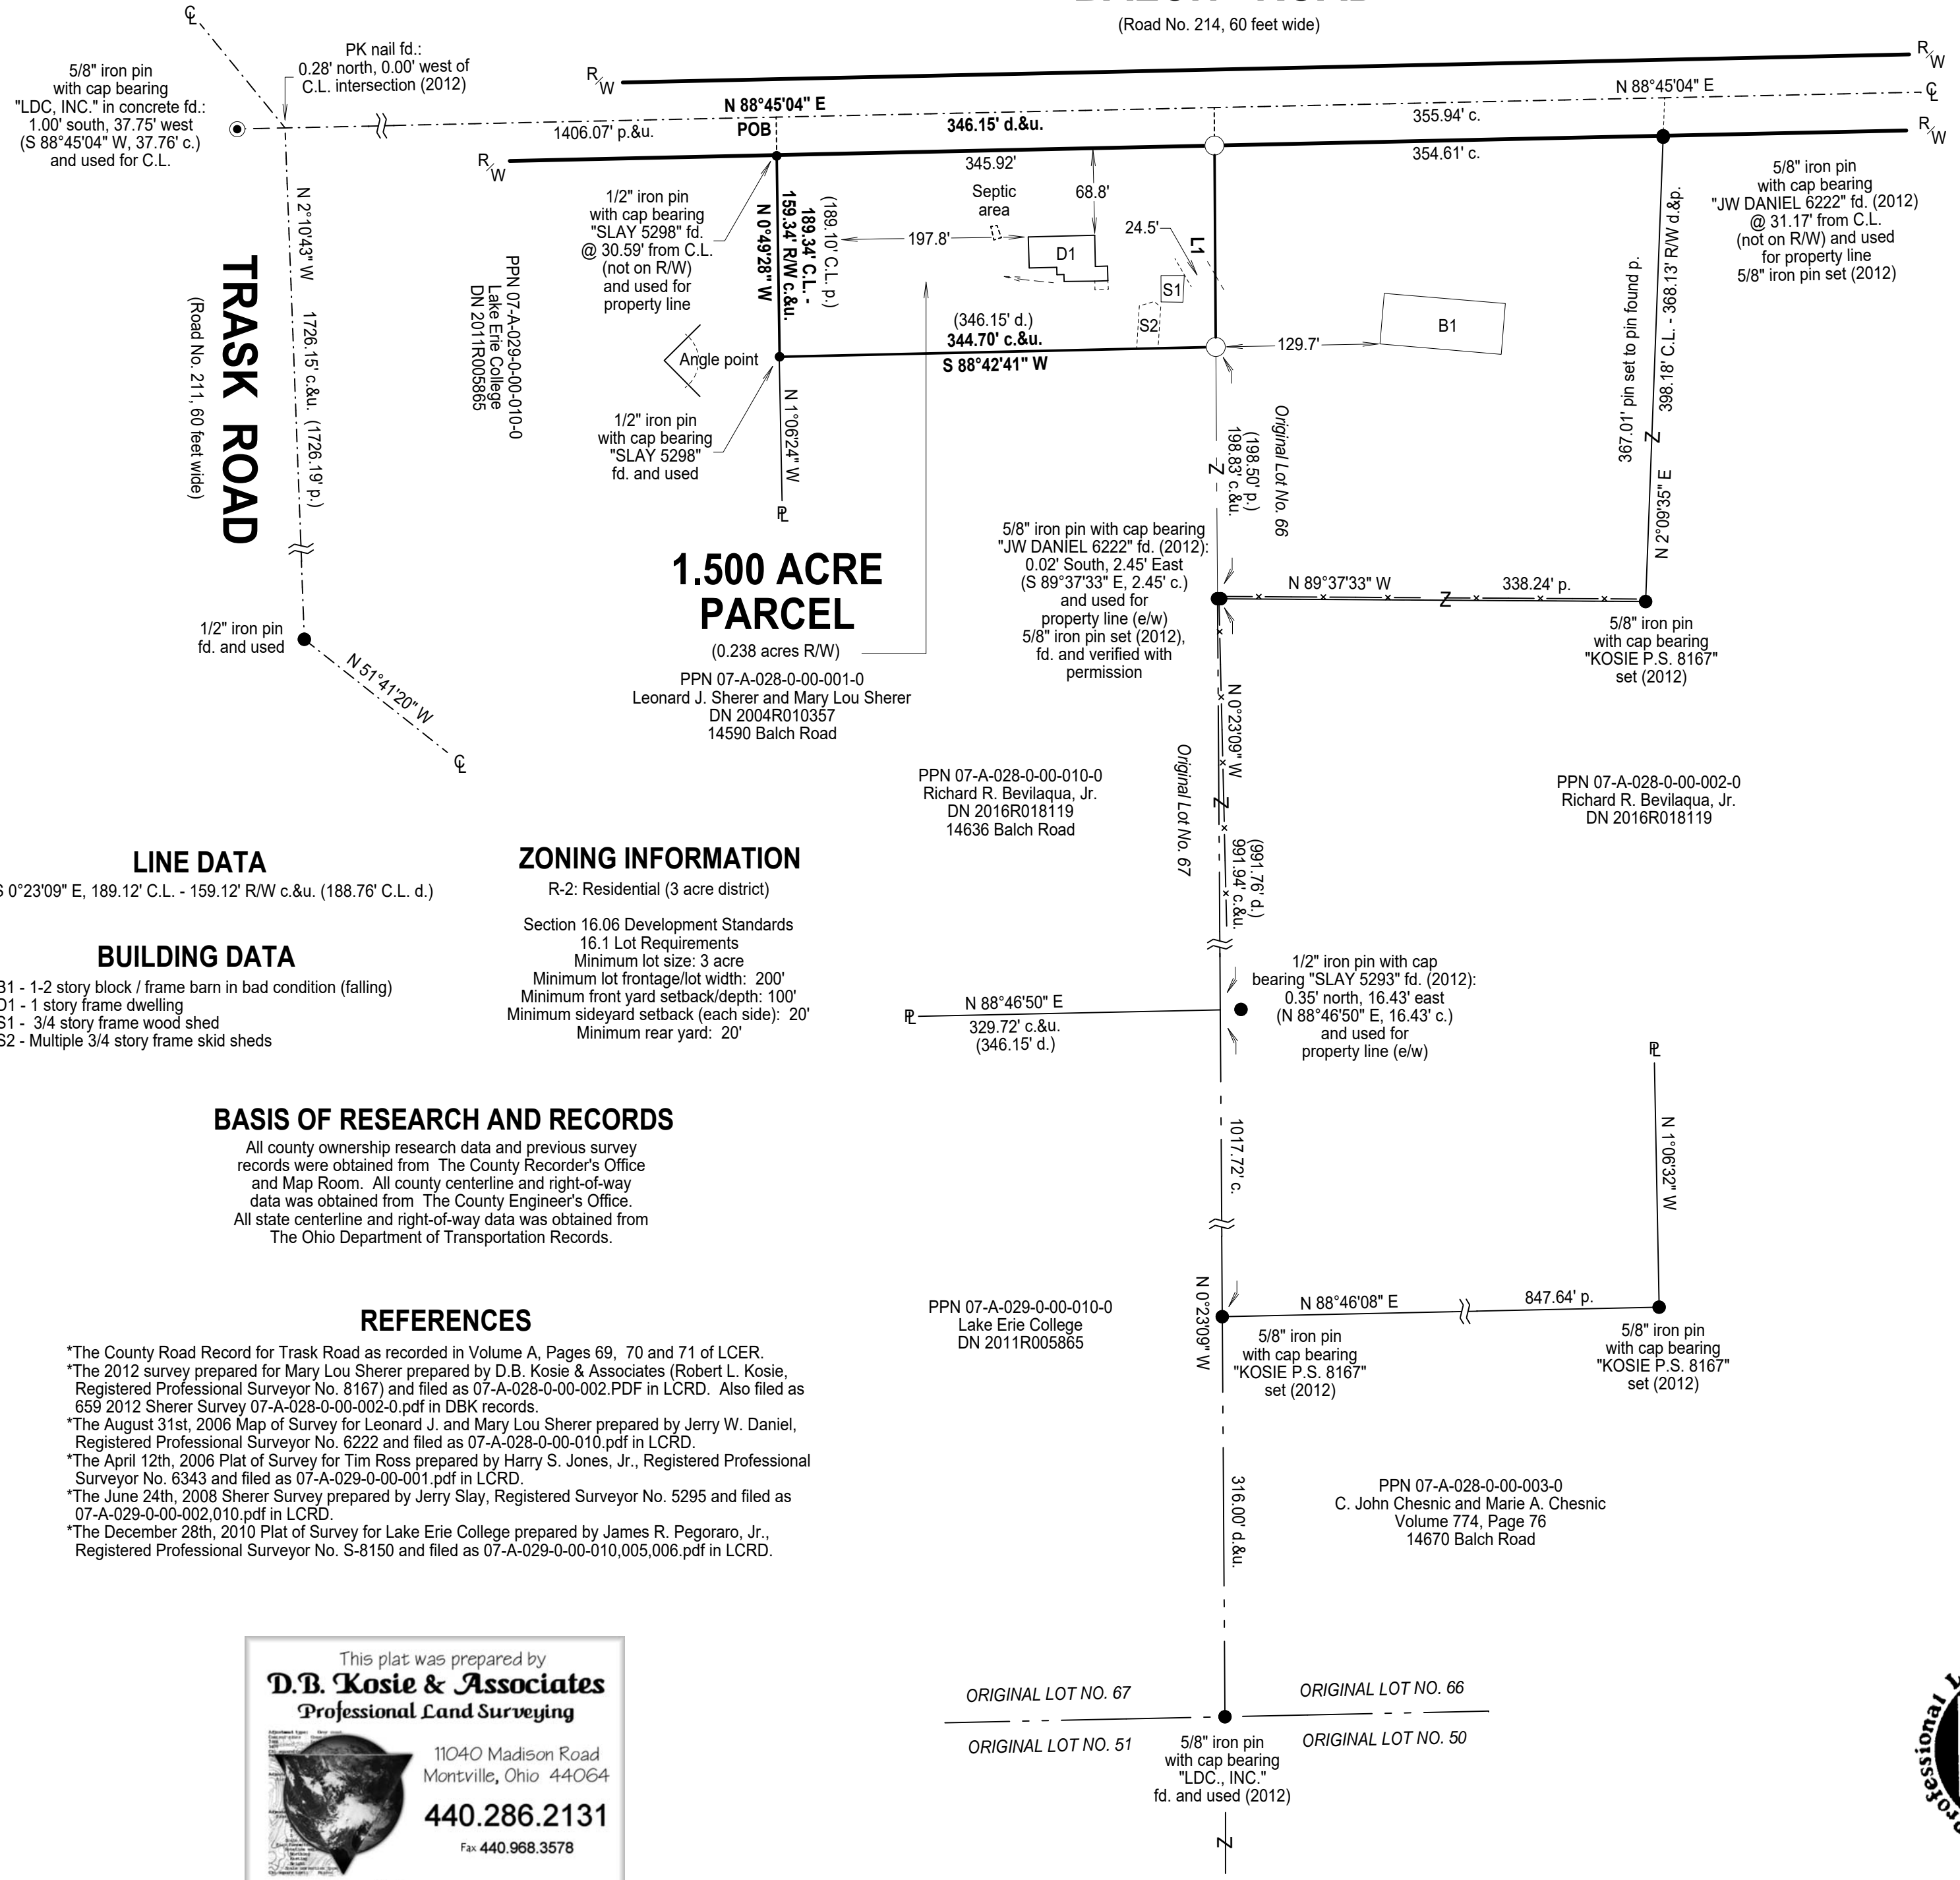 (Road No. 214, 60 feet wide)
℄
PK nail fd.:
0.28' north, 0.00' west of
C.L. intersection (2012)
5/8" iron pin
with cap bearing
"LDC, INC." in concrete fd.:
1.00' south, 37.75' west
(S 88°45'04" W, 37.76' c.)
and used for C.L.
R/W
R/W
N 88°45'04" E
N 88°45'04" E
℄
1406.07' p.&u.
POB
346.15' d.&u.
355.94' c.
R/W
R/W
345.92'
354.61' c.
1/2" iron pin
with cap bearing
"SLAY 5298" fd.
@ 30.59' from C.L.
(not on R/W)
and used for
property line
N 0°49'28" W
159.34' R/W c.&u.
189.34' C.L. -
(189.10' C.L. p.)
Septic
area
68.8'
197.8'
D1
24.5'
L1
S1
S2
B1
129.7'
5/8" iron pin
with cap bearing
"JW DANIEL 6222" fd. (2012)
@ 31.17' from C.L.
(not on R/W) and used
for property line
5/8" iron pin set (2012)
367.01' pin set to pin found p.
398.18' C.L. - 368.13' R/W d.&p.
N 2°09'35" E
Z
N 2°10'43" W
1726.15' c.&u. (1726.19' p.)
TRASK ROAD
(Road No. 211, 60 feet wide)
PPN 07-A-029-0-00-010-0
Lake Erie College
DN 2011R005865
Angle point
(346.15' d.)
344.70' c.&u.
S 88°42'41" W
1/2" iron pin
with cap bearing
"SLAY 5298"
fd. and used
N 1°06'24" W
℄
Original Lot No. 66
(198.50' p.)
198.83' c.&u.
Z
1.500 ACRE
PARCEL
(0.238 acres R/W)
PPN 07-A-028-0-00-001-0
Leonard J. Sherer and Mary Lou Sherer
DN 2004R010357
14590 Balch Road
5/8" iron pin with cap bearing
"JW DANIEL 6222" fd. (2012):
0.02' South, 2.45' East
(S 89°37'33" E, 2.45' c.)
and used for
property line (e/w)
5/8" iron pin set (2012),
fd. and verified with
permission
N 89°37'33" W
Z
338.24' p.
5/8" iron pin
with cap bearing
"KOSIE P.S. 8167"
set (2012)
1/2" iron pin
fd. and used
N 51°41'20" W
℄
N 0°23'09" W
Z
Original Lot No. 67
(991.76' d.)
991.94' c.&u.
PPN 07-A-028-0-00-010-0
Richard R. Bevilaqua, Jr.
DN 2016R018119
14636 Balch Road
PPN 07-A-028-0-00-002-0
Richard R. Bevilaqua, Jr.
DN 2016R018119
LINE DATA
S 0°23'09" E, 189.12' C.L. - 159.12' R/W c.&u. (188.76' C.L. d.)
BUILDING DATA
B1 - 1-2 story block / frame barn in bad condition (falling)
D1 - 1 story frame dwelling
S1 - 3/4 story frame wood shed
S2 - Multiple 3/4 story frame skid sheds
ZONING INFORMATION
R-2: Residential (3 acre district)
Section 16.06 Development Standards
16.1 Lot Requirements
Minimum lot size: 3 acre
Minimum lot frontage/lot width: 200'
Minimum front yard setback/depth: 100'
Minimum sideyard setback (each side): 20'
Minimum rear yard: 20'
N 88°46'50" E
329.72' c.&u.
(346.15' d.)
1/2" iron pin with cap
bearing "SLAY 5293" fd. (2012):
0.35' north, 16.43' east
(N 88°46'50" E, 16.43' c.)
and used for
property line (e/w)
BASIS OF RESEARCH AND RECORDS
All county ownership research data and previous survey
records were obtained from The County Recorder's Office
and Map Room. All county centerline and right-of-way
data was obtained from The County Engineer's Office.
All state centerline and right-of-way data was obtained from
The Ohio Department of Transportation Records.
1017.72' c.
N 1°06'32" W
N 0°23'09" W
N 88°46'08" E
847.64' p.
5/8" iron pin
with cap bearing
"KOSIE P.S. 8167"
set (2012)
5/8" iron pin
with cap bearing
"KOSIE P.S. 8167"
set (2012)
PPN 07-A-029-0-00-010-0
Lake Erie College
DN 2011R005865
REFERENCES
*The County Road Record for Trask Road as recorded in Volume A, Pages 69, 70 and 71 of LCER.
*The 2012 survey prepared for Mary Lou Sherer prepared by D.B. Kosie & Associates (Robert L. Kosie,
Registered Professional Surveyor No. 8167) and filed as 07-A-028-0-00-002.PDF in LCRD. Also filed as
659 2012 Sherer Survey 07-A-028-0-00-002-0.pdf in DBK records.
*The August 31st, 2006 Map of Survey for Leonard J. and Mary Lou Sherer prepared by Jerry W. Daniel,
Registered Professional Surveyor No. 6222 and filed as 07-A-028-0-00-010.pdf in LCRD.
*The April 12th, 2006 Plat of Survey for Tim Ross prepared by Harry S. Jones, Jr., Registered Professional
Surveyor No. 6343 and filed as 07-A-029-0-00-001.pdf in LCRD.
*The June 24th, 2008 Sherer Survey prepared by Jerry Slay, Registered Surveyor No. 5295 and filed as
07-A-029-0-00-002,010.pdf in LCRD.
*The December 28th, 2010 Plat of Survey for Lake Erie College prepared by James R. Pegoraro, Jr.,
Registered Professional Surveyor No. S-8150 and filed as 07-A-029-0-00-010,005,006.pdf in LCRD.
316.00' d.&u.
PPN 07-A-028-0-00-003-0
C. John Chesnic and Marie A. Chesnic
Volume 774, Page 76
14670 Balch Road
This plat was prepared by
D.B. Kosie & Associates
Professional Land Surveying
11040 Madison Road
Montville, Ohio 44064
440.286.2131
Fax 440.968.3578
ORIGINAL LOT NO. 67
ORIGINAL LOT NO. 66
ORIGINAL LOT NO. 51
ORIGINAL LOT NO. 50
5/8" iron pin
with cap bearing
"LDC., INC."
fd. and used (2012)
Z
Professional